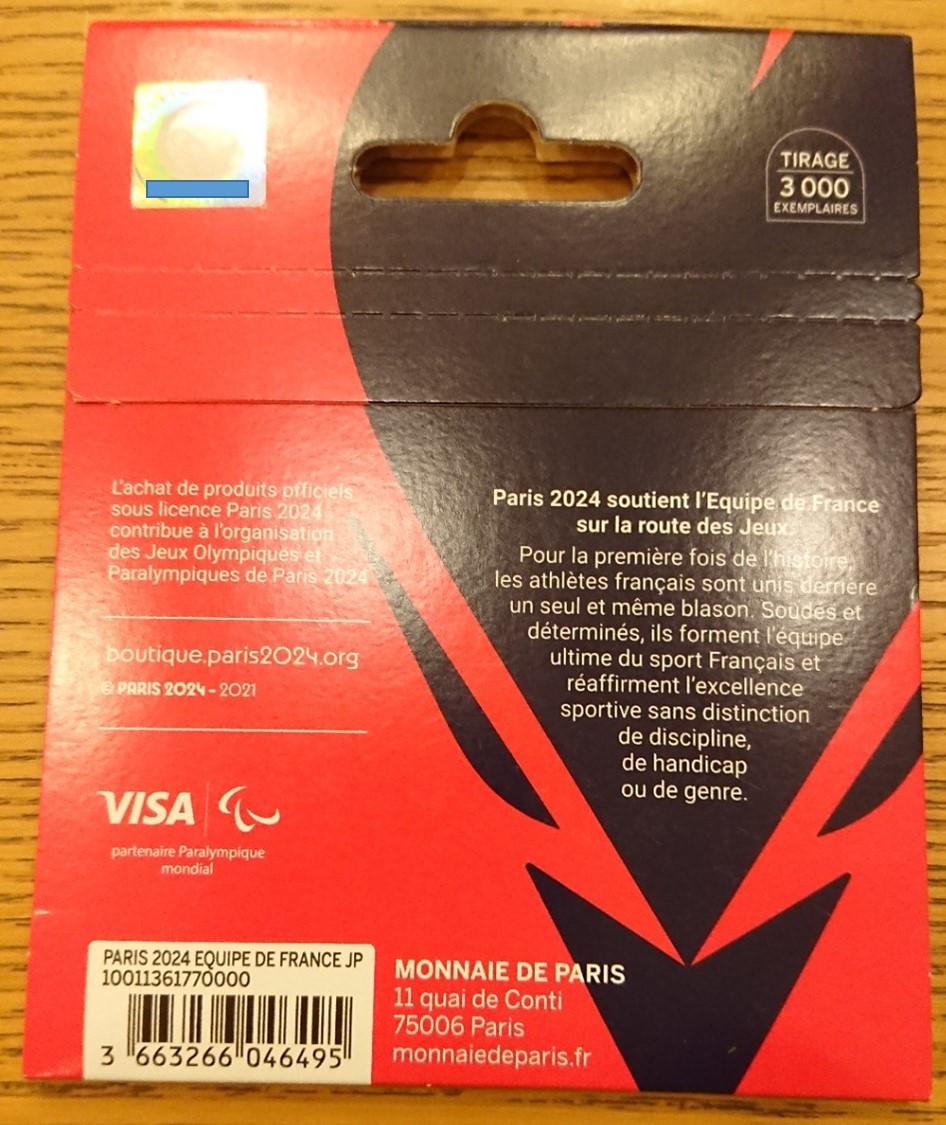 TIRAGE
3 000
EXEMPLAIRES
L'achat de produits officiels
sous licence Paris 2024
contribue à l'organisation
des Jeux Olympiques et
Paralympiques de Paris 2024
boutique.paris2024.org
© PARIS 2024 - 2021
VISA
partenaire Paralympique
mondial
Paris 2024 soutient l'Equipe de France
sur la route des Jeux.
Pour la première fois de l'histoire,
les athlètes français sont unis derrière
un seul et même blason. Soudés et
déterminés, ils forment l'équipe
ultime du sport Français et
réaffirment l'excellence
sportive sans distinction
de discipline,
de handicap
ou de genre.
PARIS 2024 EQUIPE DE FRANCE JP
10011361770000
3 663266 046495
MONNAIE DE PARIS
11 quai de Conti
75006 Paris
monnaiedeparis.fr